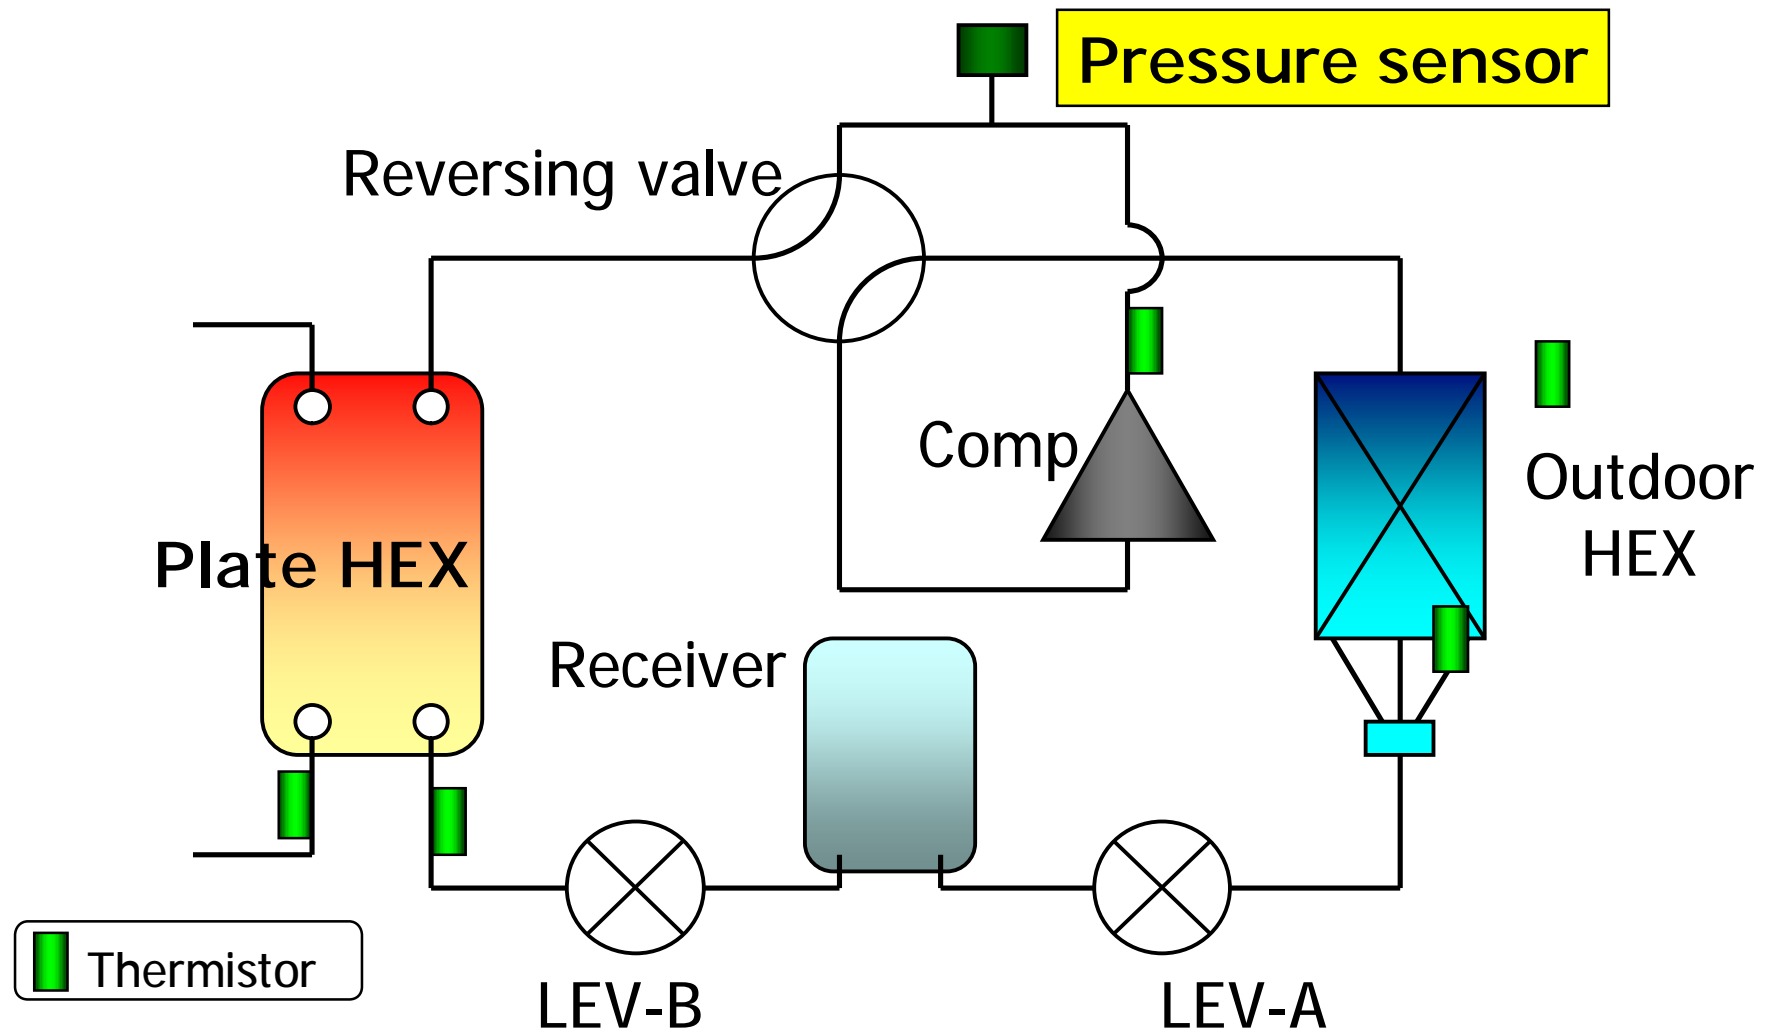 Pressure sensor
Reversing valve
Comp
Outdoor
HEX
Plate HEX
Receiver
Thermistor
LEV-B
LEV-A